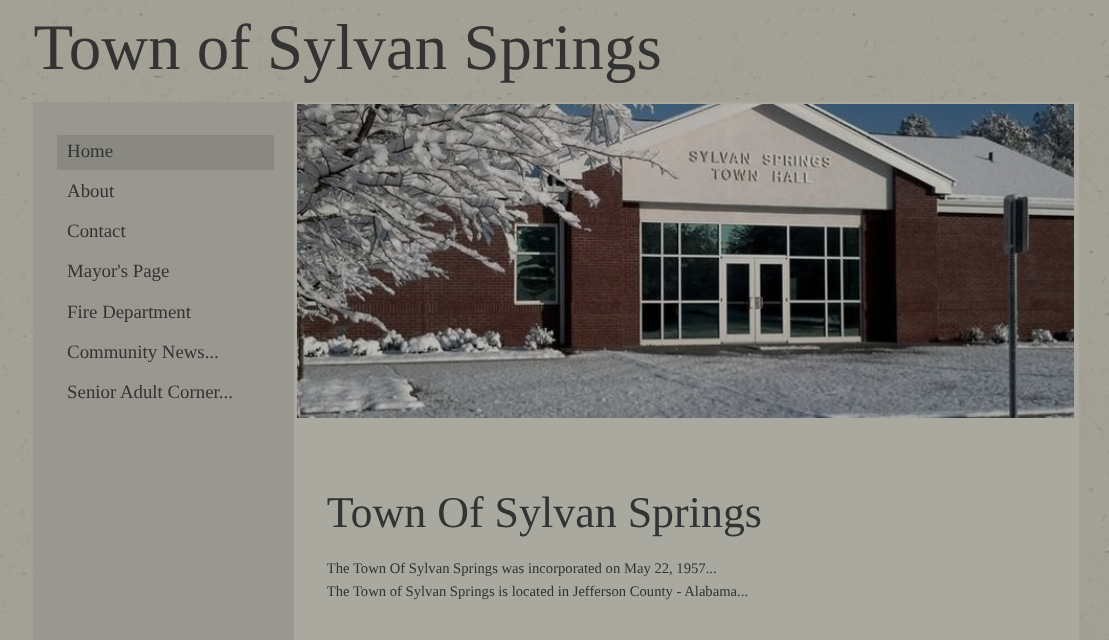 Town of Sylvan Springs
Home
About
Contact
Mayor's Page
Fire Department
Community News...
Senior Adult Corner...
SYLVAN SPRINGS
TOWN HALL
Town Of Sylvan Springs
The Town Of Sylvan Springs was incorporated on May 22, 1957...
The Town of Sylvan Springs is located in Jefferson County - Alabama...